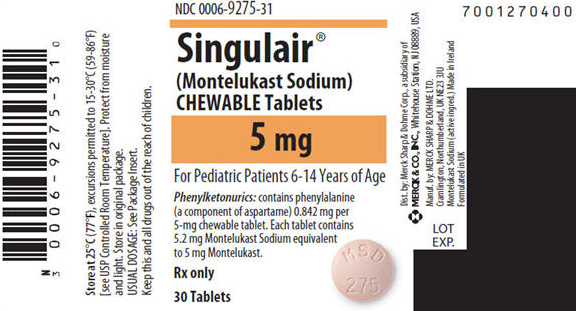 NDC 0006-9275-31
Singulair®
(Montelukast Sodium)
CHEWABLE Tablets
5 mg
For Pediatric Patients 6-14 Years of Age
Phenylketonurics: contains phenylalanine
(a component of aspartame) 0.842 mg per
5-mg chewable tablet. Each tablet contains
5.2 mg Montelukast Sodium equivalent
to 5 mg Montelukast.
Rx only
30 Tablets
MSD
275
N
3 0006-9275-31 0
Store at 25°C (77°F), excursions permitted to 15-30°C (59-86°F)
[see USP Controlled Room Temperature]. Protect from moisture
and light. Store in original package.
USUAL DOSAGE: See Package Insert.
Keep this and all drugs out of the reach of children.
7001270400
Dist. by: Merck Sharp & Dohme Corp., a subsidiary of
MERCK & CO., INC., Whitehouse Station, NJ 08889, USA
Manuf. by: MERCK SHARP & DOHME LTD.
Cramlington, Northumberland, UK NE23 3JU
Montelukast Sodium (active ingred.) Made in Ireland
Formulated in UK
LOT
EXP.